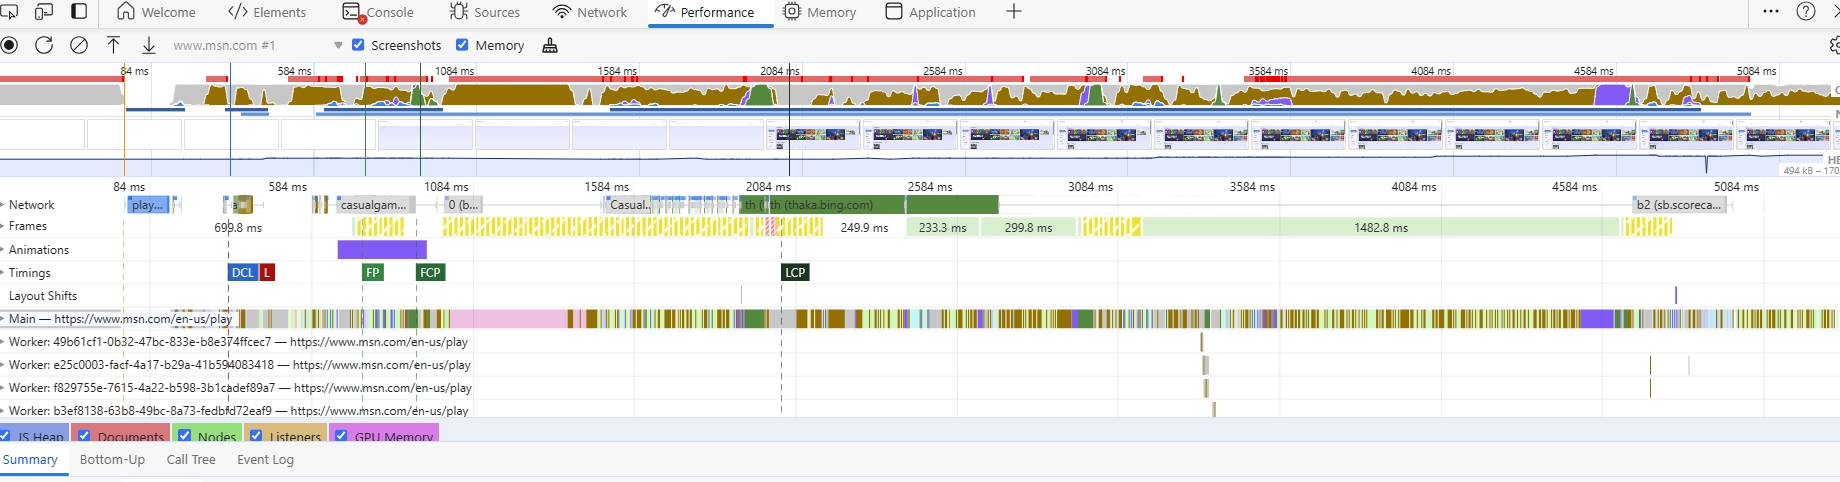 Welcome Elements Console Sources Network Performance Memory Application
www.msn.com #1 Screenshots Memory
84 ms 584 ms 1084 ms 1584 ms 2084 ms 2584 ms 3084 ms 3584 ms 4084 ms 4584 ms 5084 ms
HE
494 kB – 170
84 ms 584 ms 1084 ms 1584 ms 2084 ms 2584 ms 3084 ms 3584 ms 4084 ms 4584 ms 5084 ms
Network play... casualgam... 0 (b... Casual... th ( th (thaka.bing.com) b2 (sb.scoreca...
Frames 699.8 ms 249.9 ms 233.3 ms 299.8 ms 1482.8 ms
Animations
Timings DCL L FP FCP LCP
Layout Shifts
Main — https://www.msn.com/en-us/play
Worker: 49b61cf1-0b32-47bc-833e-b8e374ffcec7 — https://www.msn.com/en-us/play
Worker: e25c0003-facf-4a17-b29a-41b594083418 — https://www.msn.com/en-us/play
Worker: f829755e-7615-4a22-b598-3b1cadef89a7 — https://www.msn.com/en-us/play
Worker: b3ef8138-63b8-49bc-8a73-fedbfd72eaf9 — https://www.msn.com/en-us/play
JS Heap Documents Nodes Listeners GPU Memory
Summary Bottom-Up Call Tree Event Log